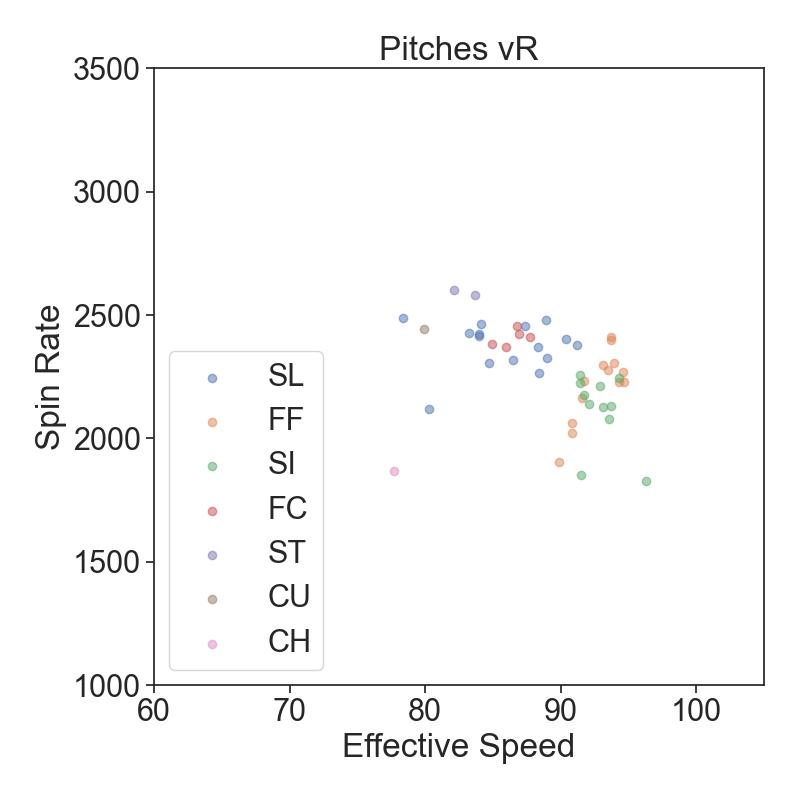 Pitches vR
3500
3000
2500
2000
1500
1000
Spin Rate
SL
FF
SI
FC
ST
CU
CH
60 70 80 90 100
Effective Speed